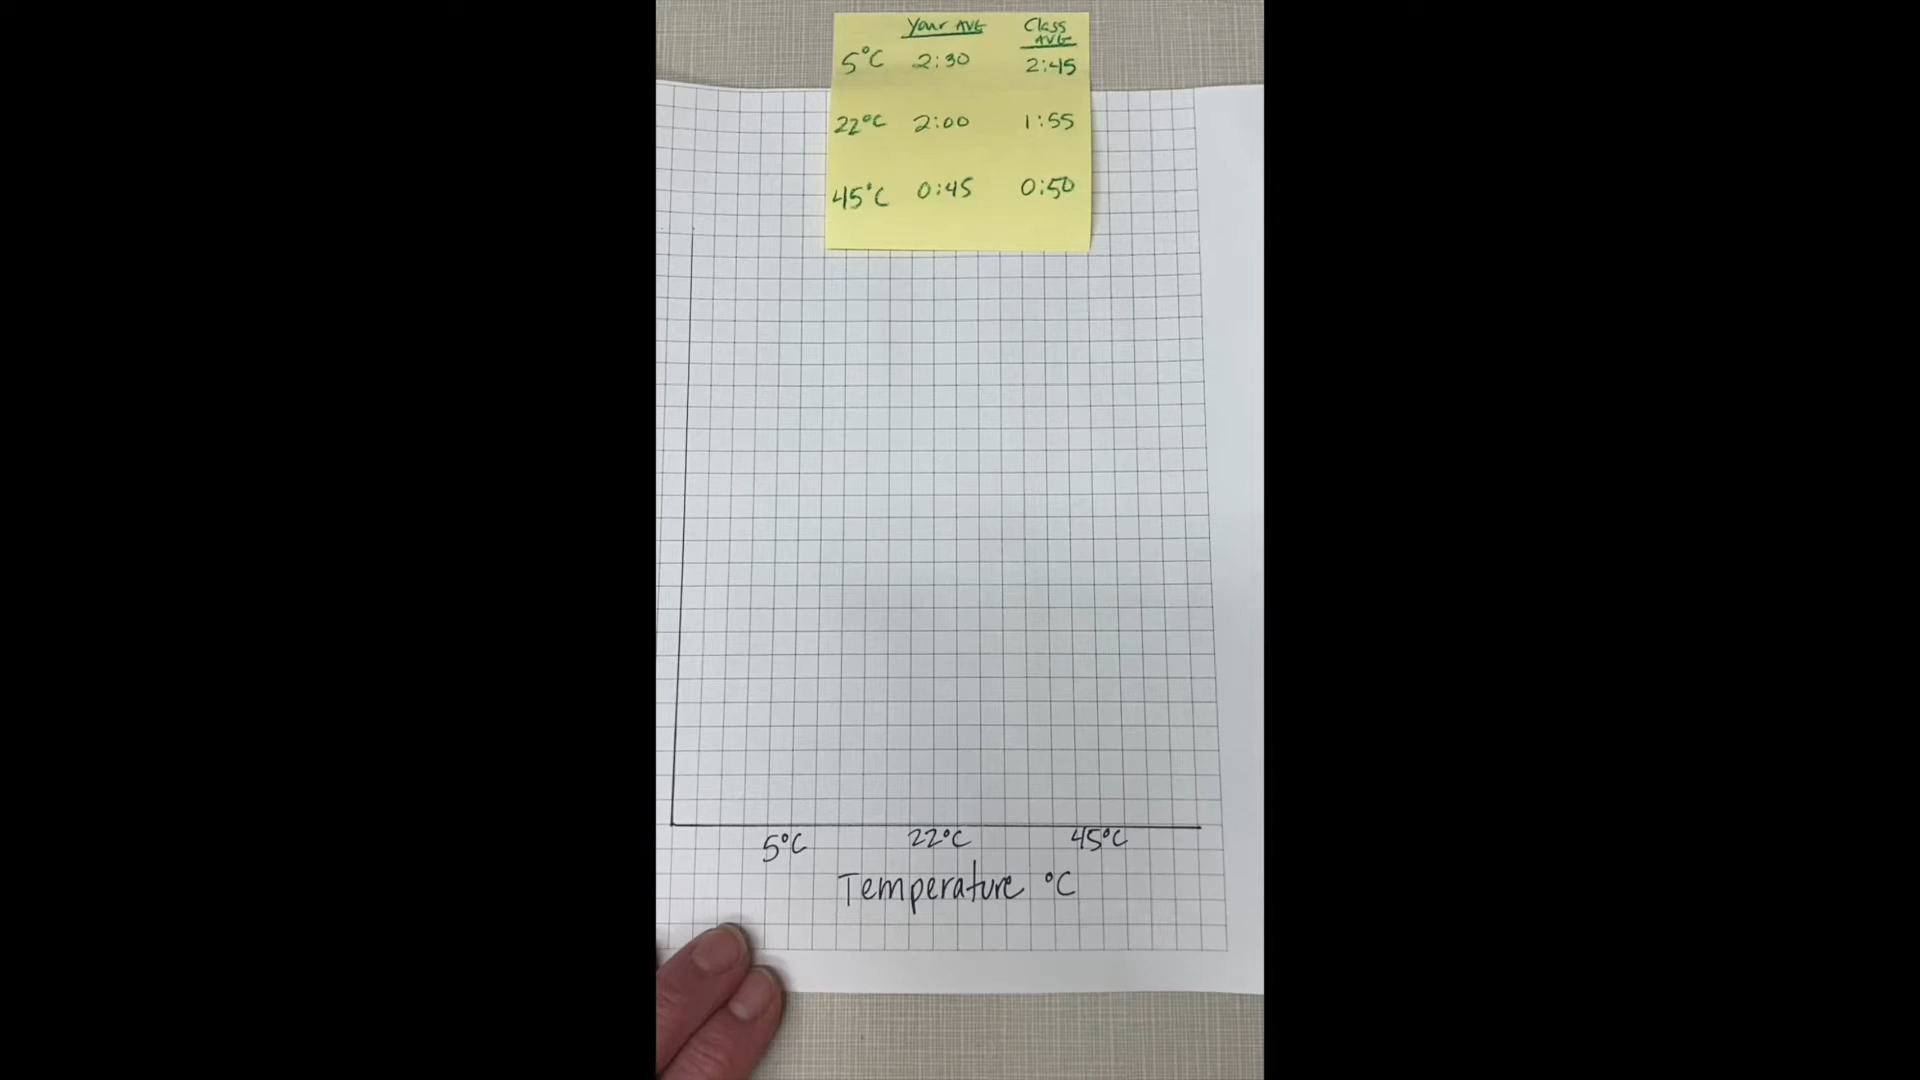 Your AVG Class AVG
5°C 2:30 2:45
22°C 2:00 1:55
45°C 0:45 0:50
5°C 22°C 45°C
Temperature °C